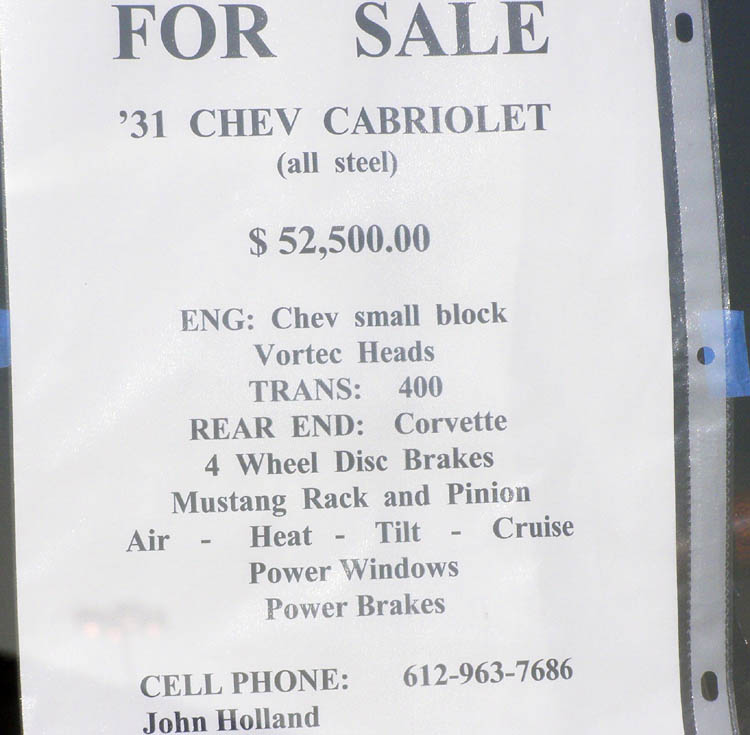 FOR SALE
'31 CHEV CABRIOLET
(all steel)
$ 52,500.00
ENG: Chev small block
Vortec Heads
TRANS: 400
REAR END: Corvette
4 Wheel Disc Brakes
Mustang Rack and Pinion
Air - Heat - Tilt - Cruise
Power Windows
Power Brakes
CELL PHONE: 612-963-7686
John Holland